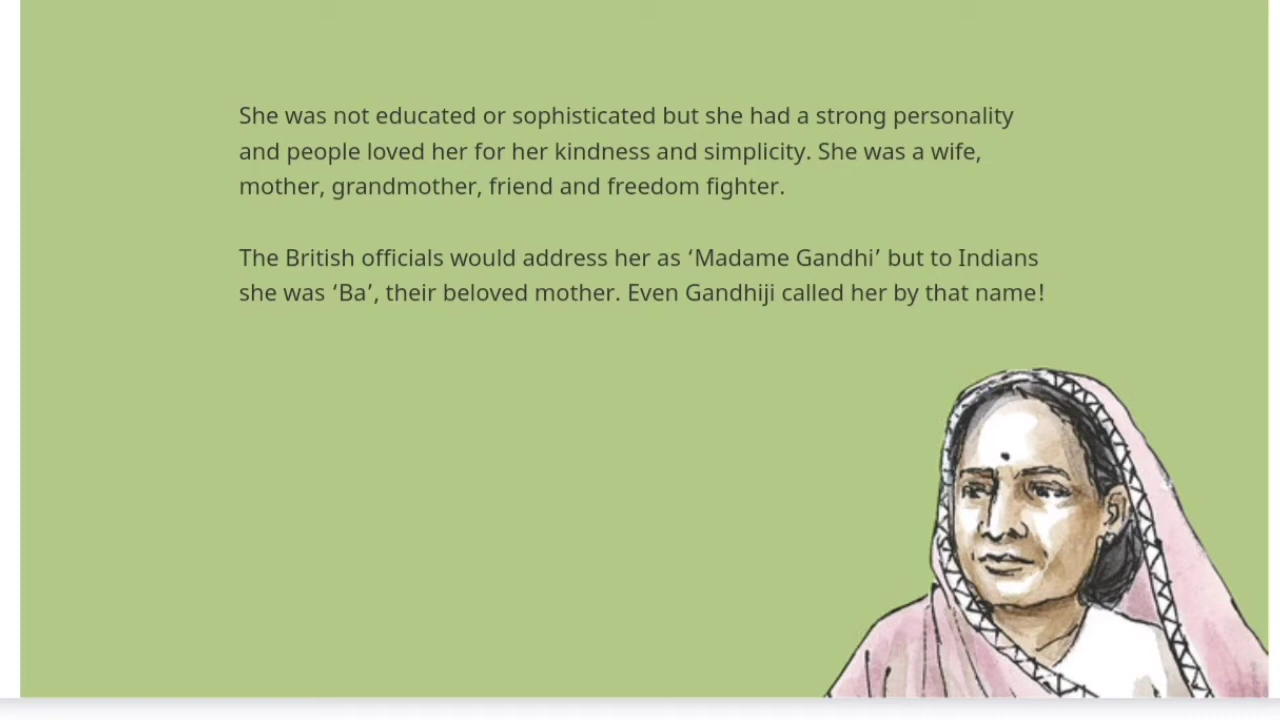 She was not educated or sophisticated but she had a strong personality
and people loved her for her kindness and simplicity. She was a wife,
mother, grandmother, friend and freedom fighter.
The British officials would address her as ‘Madame Gandhi’ but to Indians
she was ‘Ba’, their beloved mother. Even Gandhiji called her by that name!